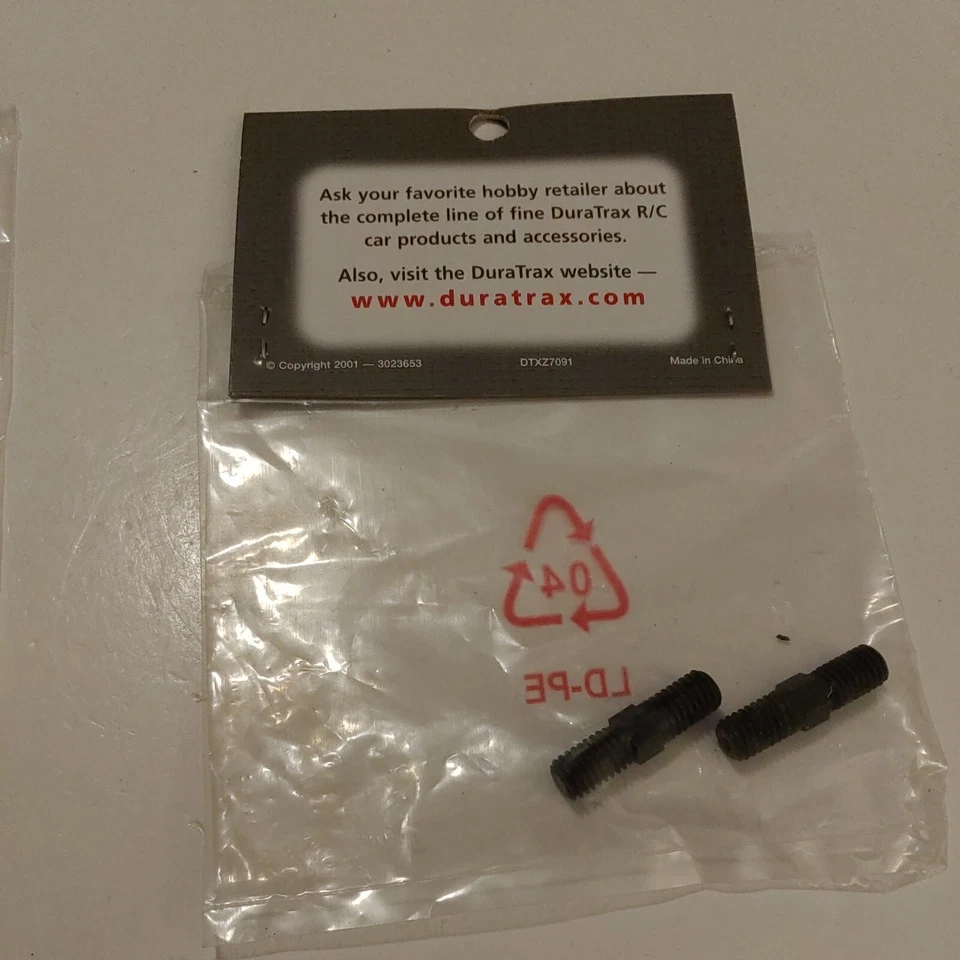 Ask your favorite hobby retailer about
the complete line of fine DuraTrax R/C
car products and accessories.
Also, visit the DuraTrax website —
www.duratrax.com
© Copyright 2001 — 3023653 DTXZ7091 Made in China
04
LD-PE